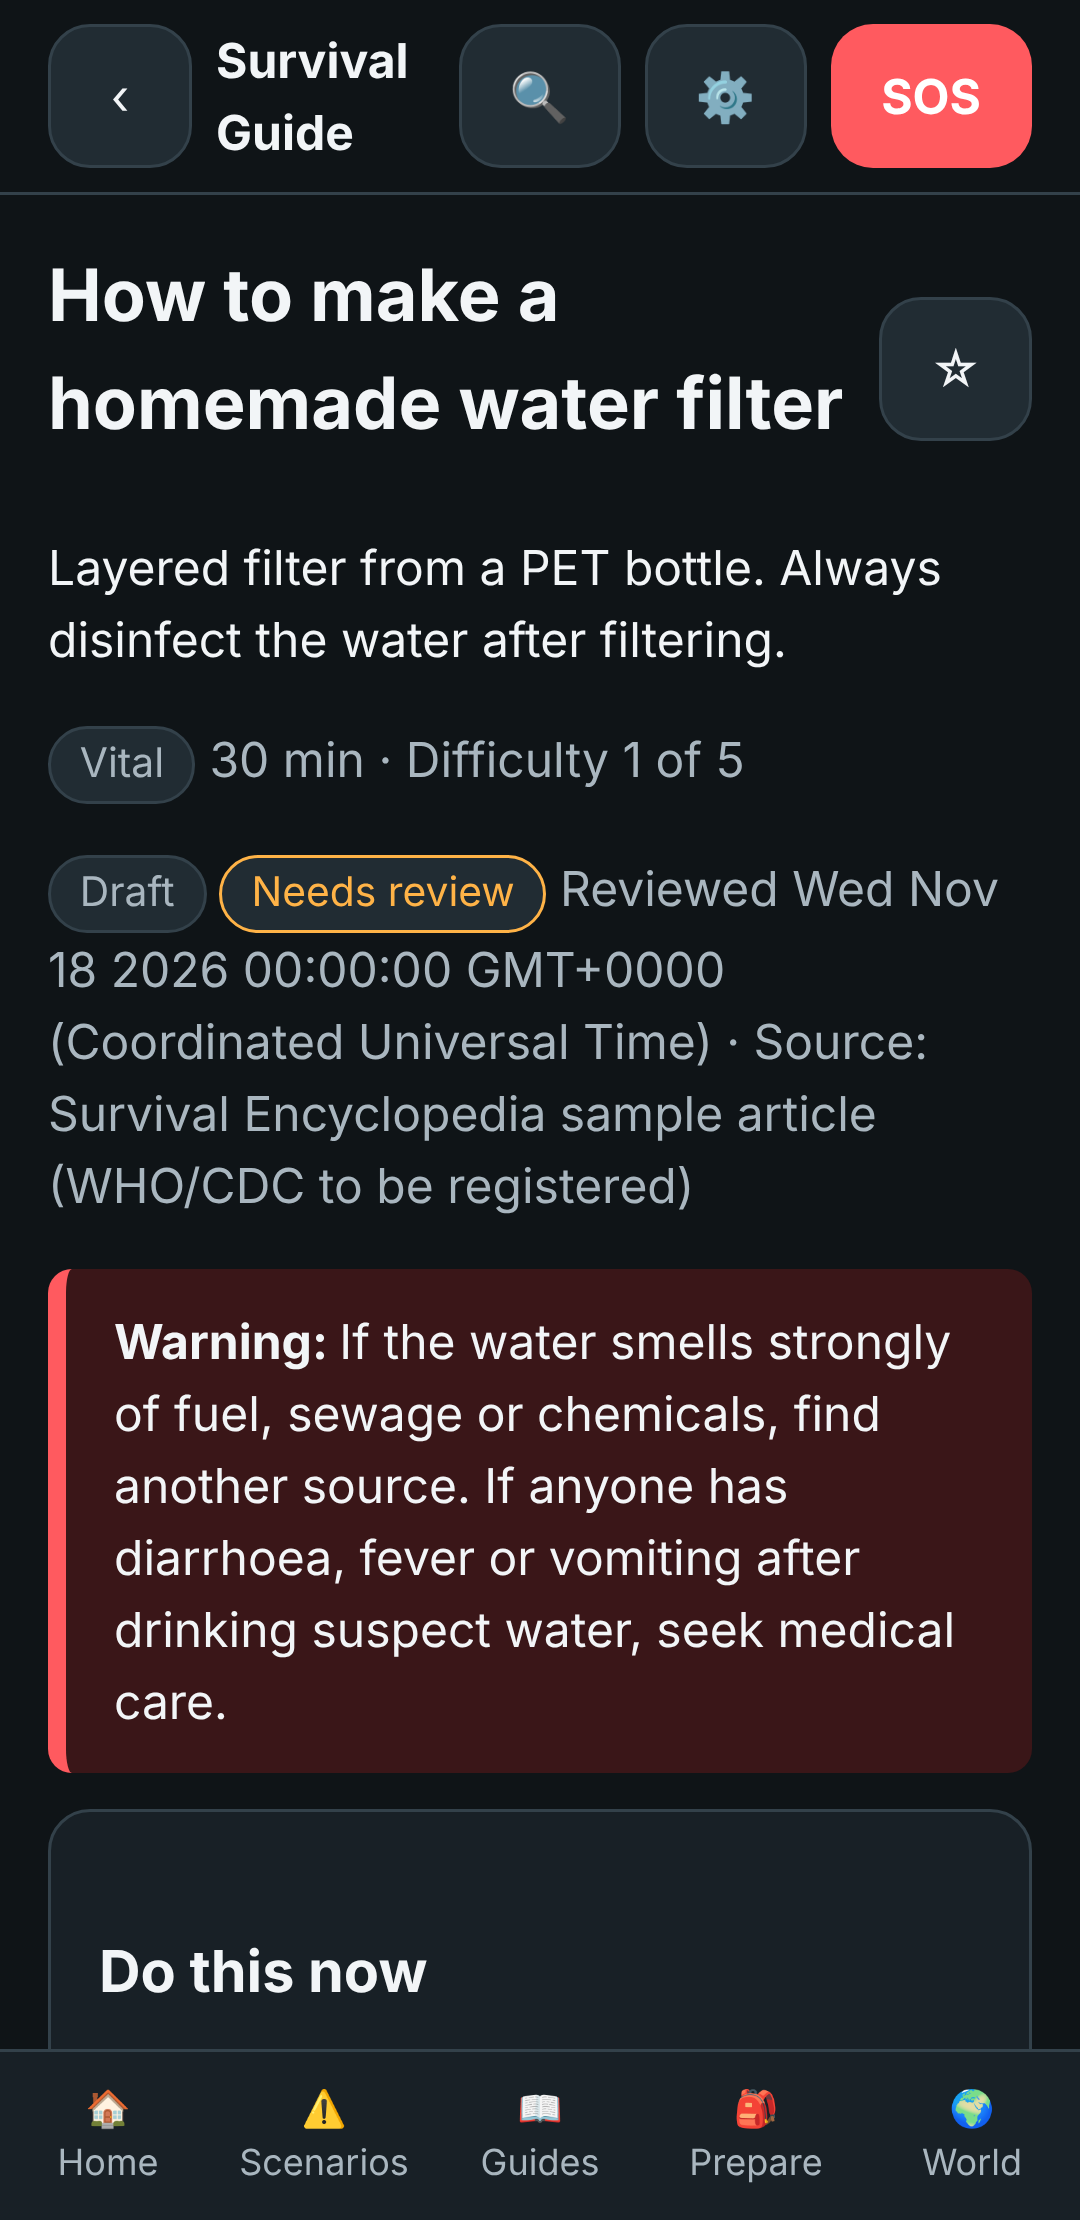 ‹
Survival
Guide
SOS
How to make a
homemade water filter
☆
Layered filter from a PET bottle. Always
disinfect the water after filtering.
Vital 30 min · Difficulty 1 of 5
Draft Needs review Reviewed Wed Nov
18 2026 00:00:00 GMT+0000
(Coordinated Universal Time) · Source:
Survival Encyclopedia sample article
(WHO/CDC to be registered)
Warning: If the water smells strongly
of fuel, sewage or chemicals, find
another source. If anyone has
diarrhoea, fever or vomiting after
drinking suspect water, seek medical
care.
Do this now
Home Scenarios Guides Prepare World